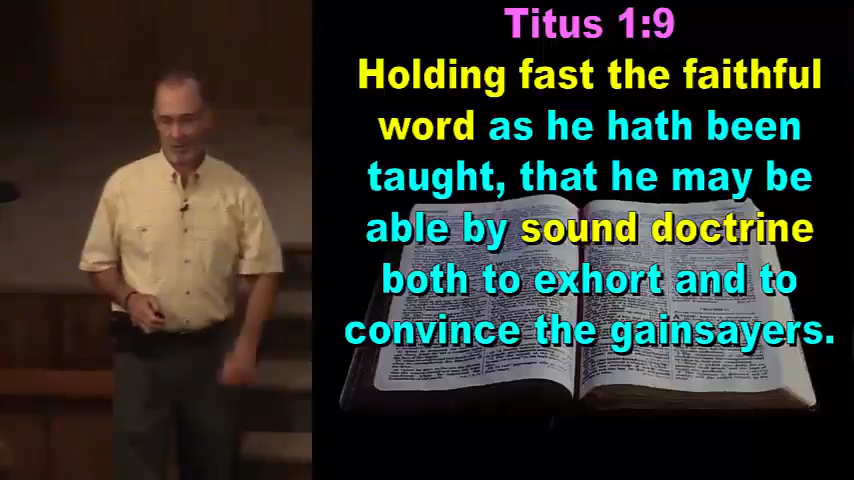 Titus 1:9
Holding fast the faithful
word as he hath been
taught, that he may be
able by sound doctrine
both to exhort and to
convince the gainsayers.